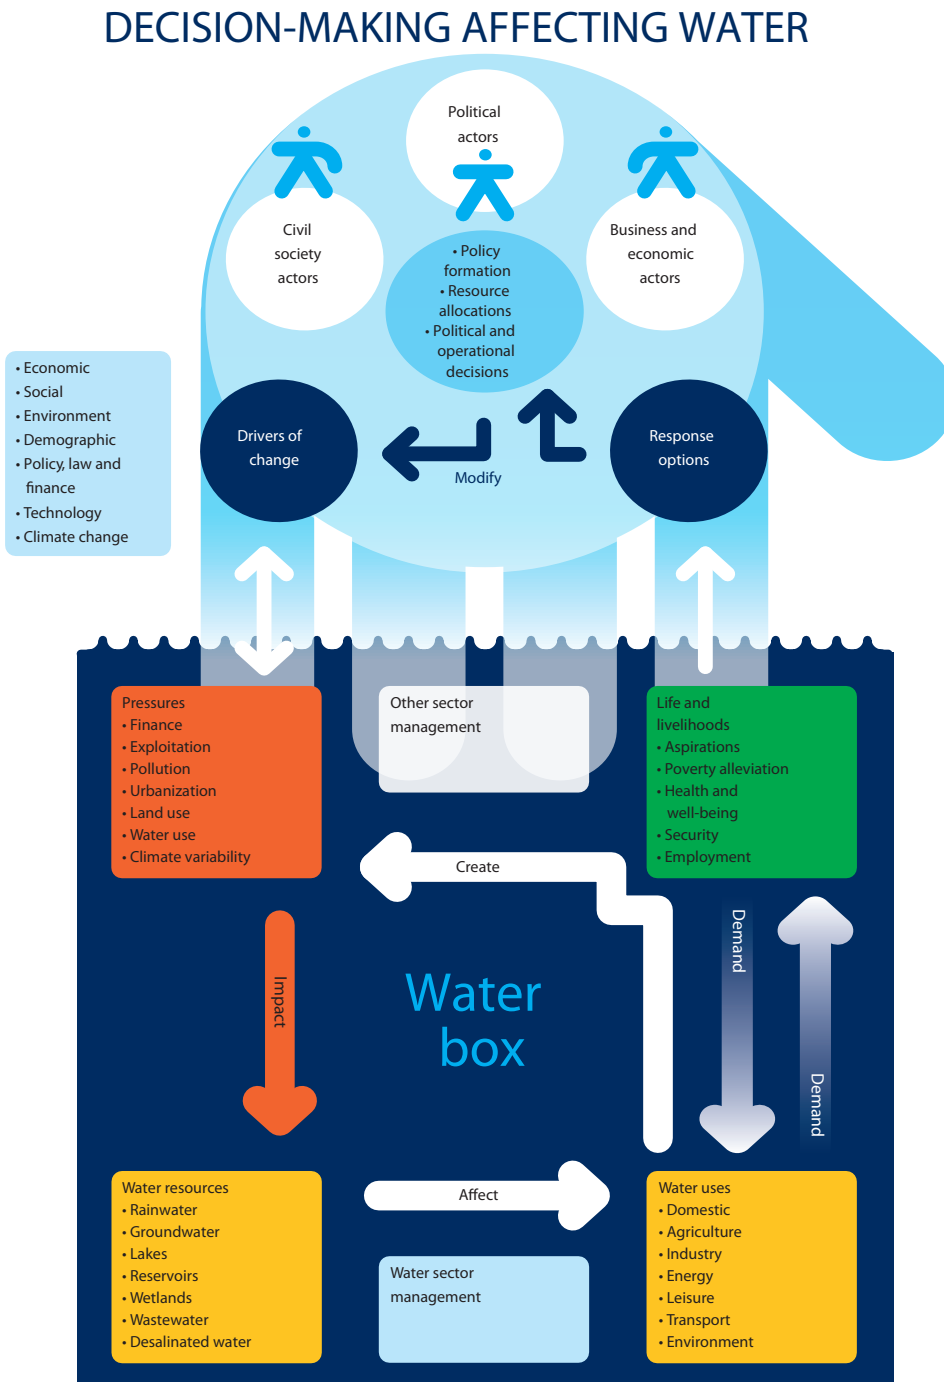 DECISION-MAKING AFFECTING WATER
Political
actors
Civil
society
actors
Business and
economic
actors
• Policy
formation
• Resource
allocations
• Political and
operational
decisions
• Economic
• Social
• Environment
• Demographic
• Policy, law and
finance
• Technology
• Climate change
Drivers of
change
Modify
Response
options
Pressures
• Finance
• Exploitation
• Pollution
• Urbanization
• Land use
• Water use
• Climate variability
Other sector
management
Life and
livelihoods
• Aspirations
• Poverty alleviation
• Health and
well-being
• Security
• Employment
Create
Impact
Water
box
Demand
Demand
Water resources
• Rainwater
• Groundwater
• Lakes
• Reservoirs
• Wetlands
• Wastewater
• Desalinated water
Affect
Water sector
management
Water uses
• Domestic
• Agriculture
• Industry
• Energy
• Leisure
• Transport
• Environment